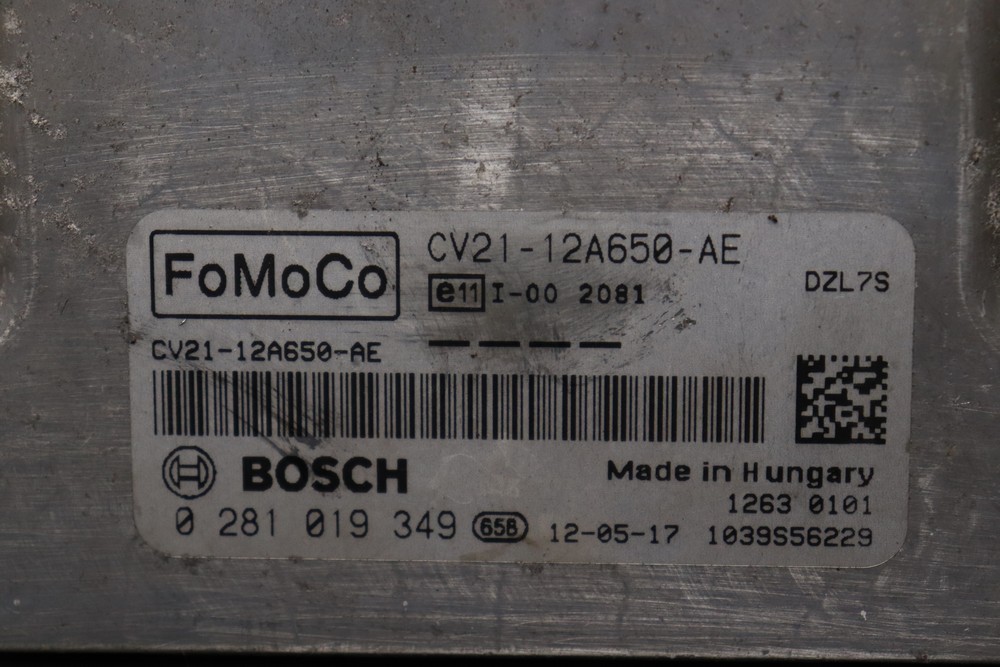 FoMoCo
CV21-12A650-AE
e11 I-00 2081
DZL7S
CV21-12A650-AE
BOSCH
Made in Hungary
1263 0101
0 281 019 349 658 12-05-17 1039S56229